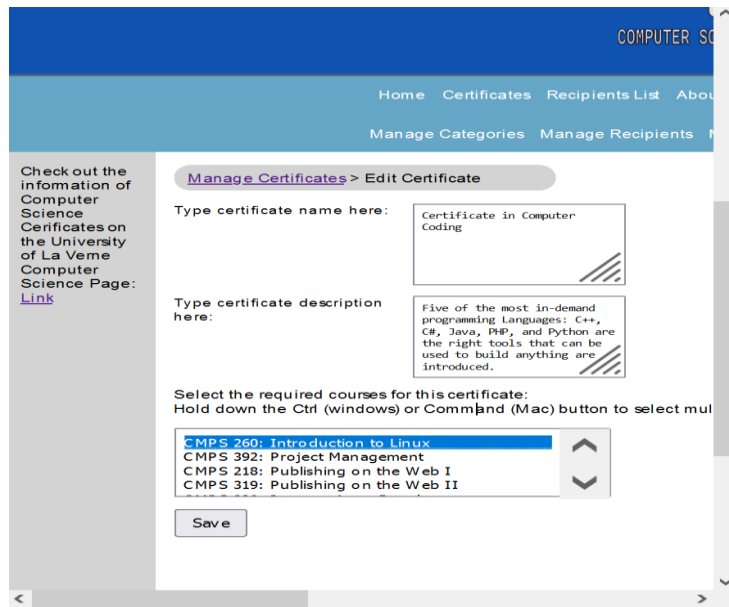 COMPUTER
Home Certificates Recipients List
Manage Categories Manage Recipients
Check out the
information of
Computer
Science
Cerificates on
the University
of La Verne
Computer
Science Page:
Link
Manage Certificates > Edit Certificate
Type certificate name here:
Certificate in Computer
Coding
Type certificate description
here:
Five of the most in-demand
programming Languages: C++,
C#, Java, PHP, and Python are
the right tools that can be
used to build anything are
introduced.
Select the required courses for this certificate:
Hold down the Ctrl (windows) or Command (Mac) button to select mul
CMPS 260: Introduction to Linux
CMPS 392: Project Management
CMPS 218: Publishing on the Web I
CMPS 319: Publishing on the Web II
Save